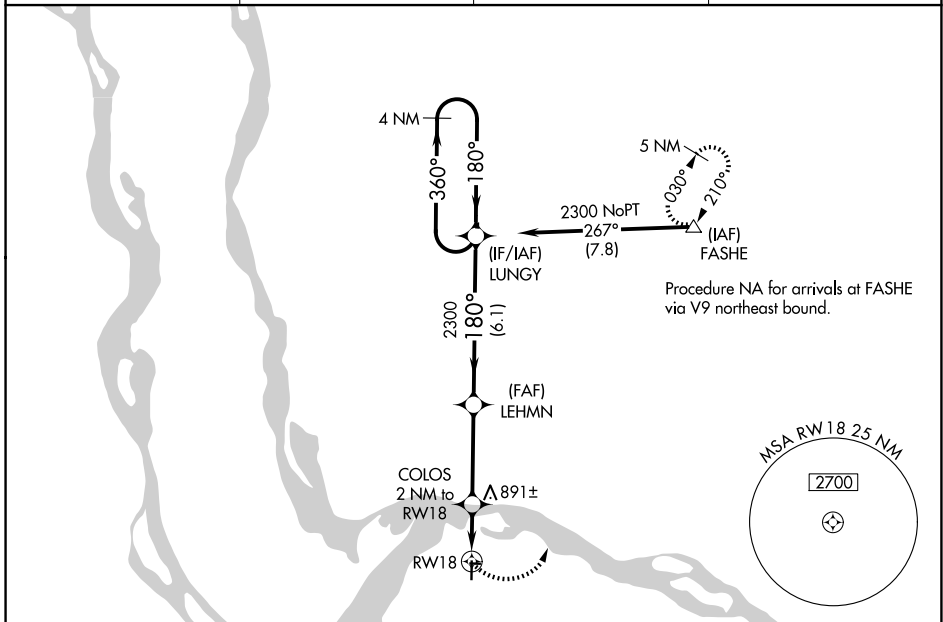 4 NM
360°
180°
5 NM
030°
210°
2300 NoPT
267°
(7.8)
(IAF)
FASHE
(IF/IAF)
LUNGY
Procedure NA for arrivals at FASHE
via V9 northeast bound.
2300
180°
(6.1)
(FAF)
LEHMN
COLOS
2 NM to
RW18
891±
RW18
MSA RW18 25 NM
2700